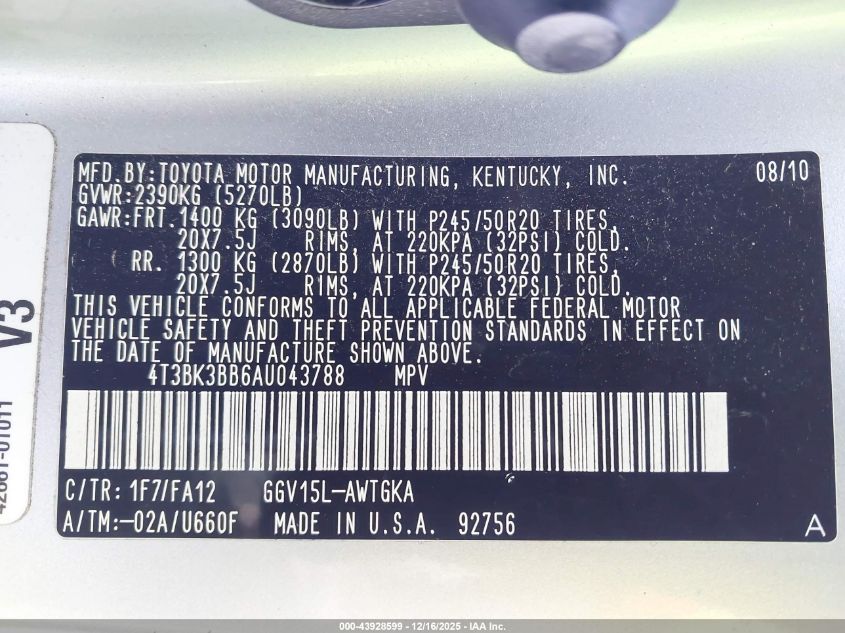 MFD.BY:TOYOTA MOTOR MANUFACTURING, KENTUCKY, INC. 08/10
GVWR:2390KG (5270LB)
GAWR:FRT.1400 KG (3090LB) WITH P245/50R20 TIRES,
20X7.5J RIMS, AT 220KPA (32PSI) COLD.
RR. 1300 KG (2870LB) WITH P245/50R20 TIRES,
20X7.5J RIMS, AT 220KPA (32PSI) COLD.
THIS VEHICLE CONFORMS TO ALL APPLICABLE FEDERAL MOTOR
VEHICLE SAFETY AND THEFT PREVENTION STANDARDS IN EFFECT ON
THE DATE OF MANUFACTURE SHOWN ABOVE.
4T3BK3BB6AU043788 MPV
C/TR: 1F7/FA12 GGV15L-AWTGKA
A/TM:-02A/U660F MADE IN U.S.A. 92756 A
V3
42661-0T011
000-43928599 - 12/16/2025 - IAA Inc.